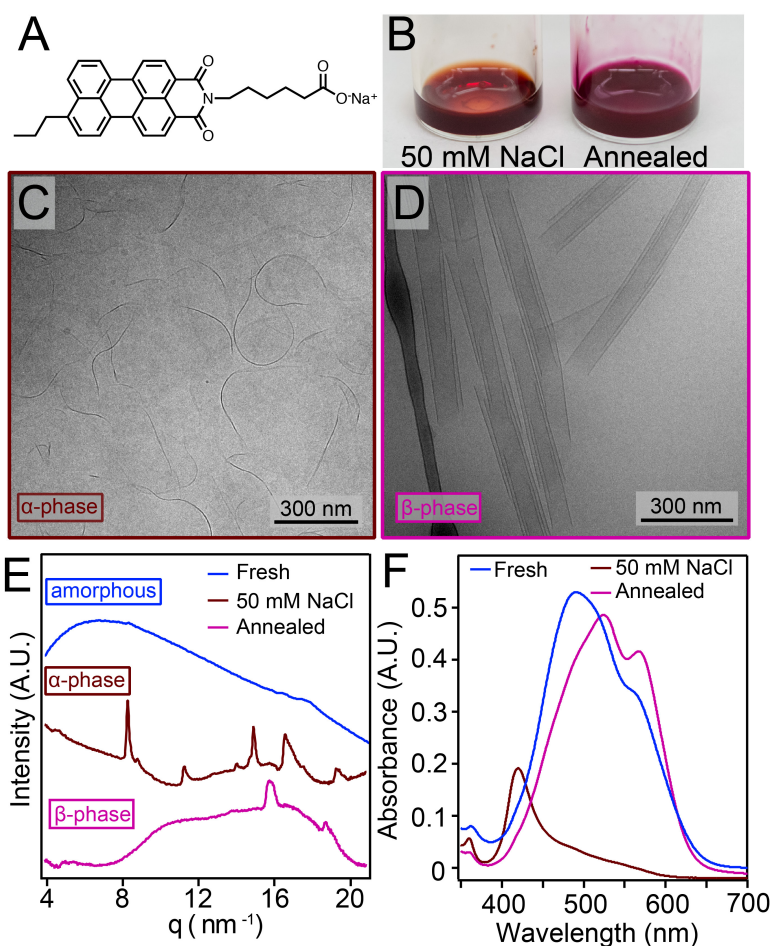 A
O
N
O
O
O-Na+
B
50 mM NaCl Annealed
C
α-phase
300 nm
D
β-phase
300 nm
E
amorphous
Fresh
50 mM NaCl
Annealed
α-phase
β-phase
Intensity (A.U.)
4 8 12 16 20
q ( nm-1)
F
Fresh
50 mM NaCl
Annealed
Absorbance (A.U.)
0.5
0.4
0.3
0.2
0.1
0
400 500 600 700
Wavelength (nm)